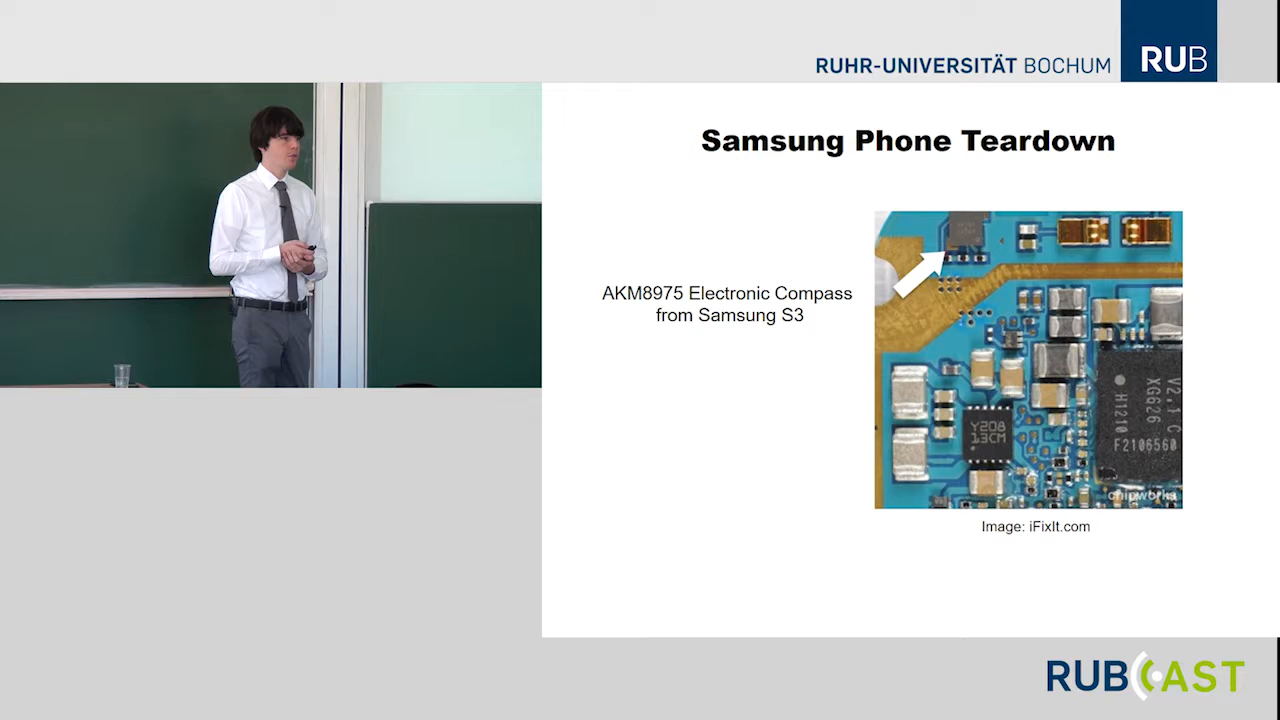 RUHR-UNIVERSITÄT BOCHUM
RUB
Samsung Phone Teardown
AKM8975 Electronic Compass
from Samsung S3
Y208
13CM
V2.1 C
XGG26
H1210
F2106560
chipworks
Image: iFixIt.com
RUBCAST